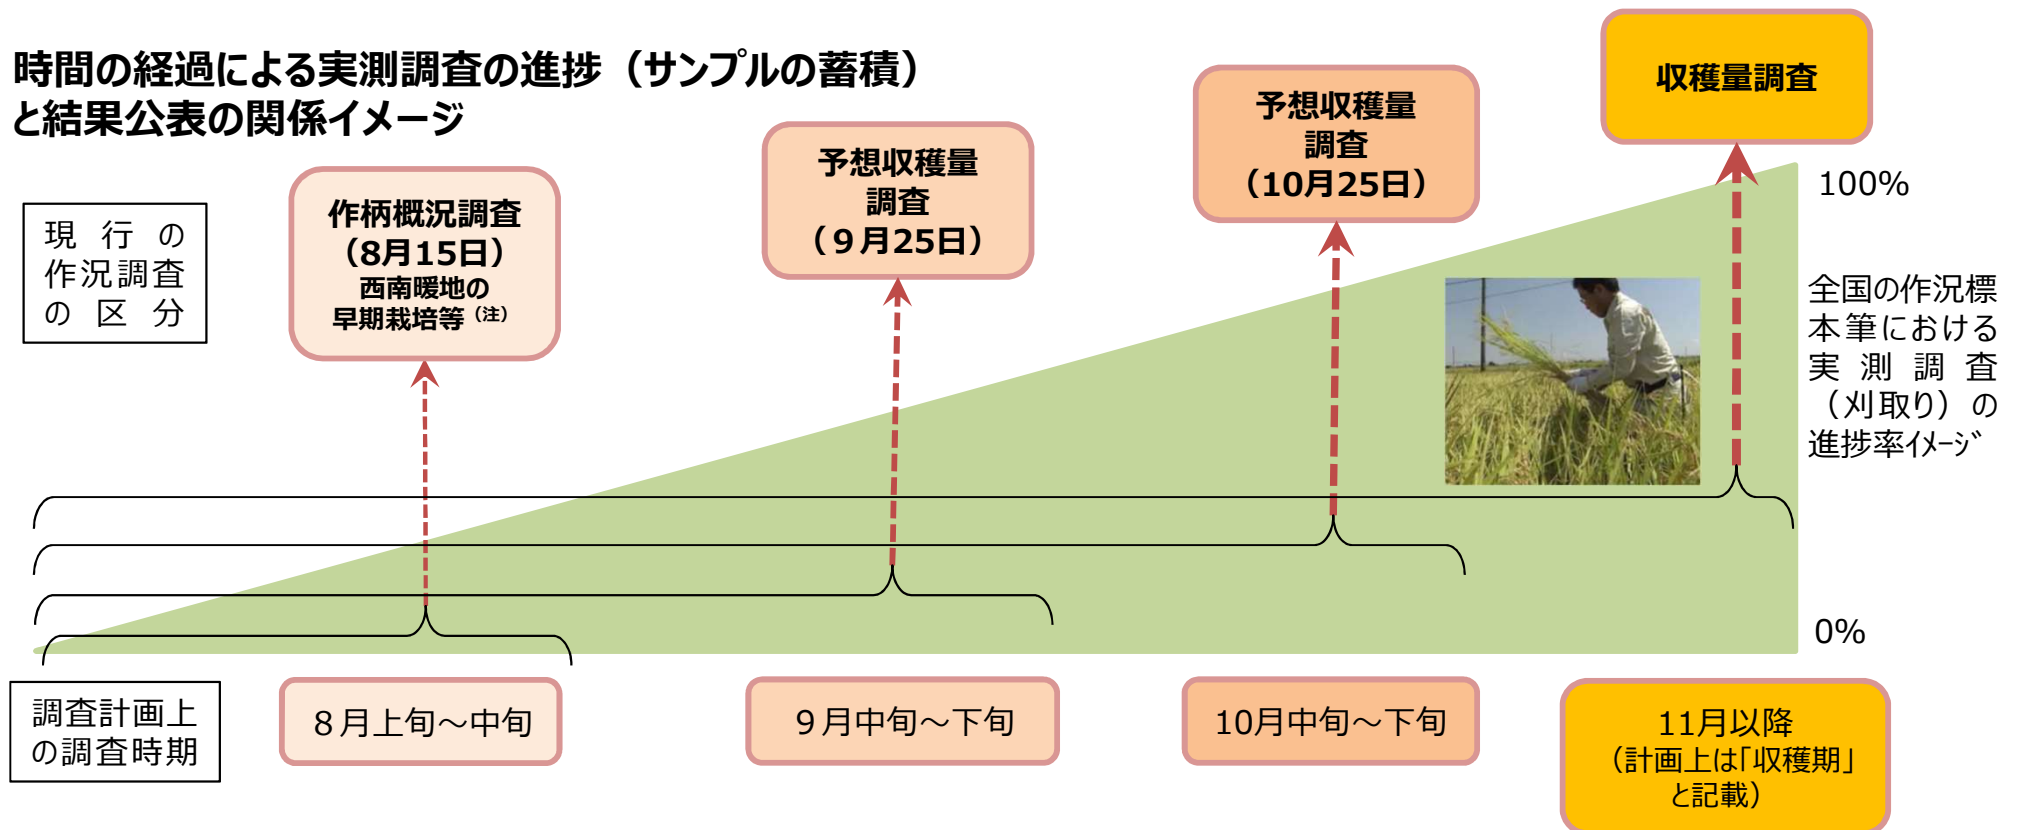 時間の経過による実測調査の進捗（サンプルの蓄積）
と結果公表の関係イメージ
現行の
作況調査
の区分
作柄概況調査
（8月15日）
西南暖地の
早期栽培等（注）
予想収穫量
調査
（９月25日）
予想収穫量
調査
（10月25日）
収穫量調査
100%
全国の作況標
本筆における
実測調査
（刈取り）の
進捗率ｲﾒｰｼﾞ
0%
調査計画上
の調査時期
８月上旬～中旬
９月中旬～下旬
10月中旬～下旬
11月以降
（計画上は「収穫期」
と記載）